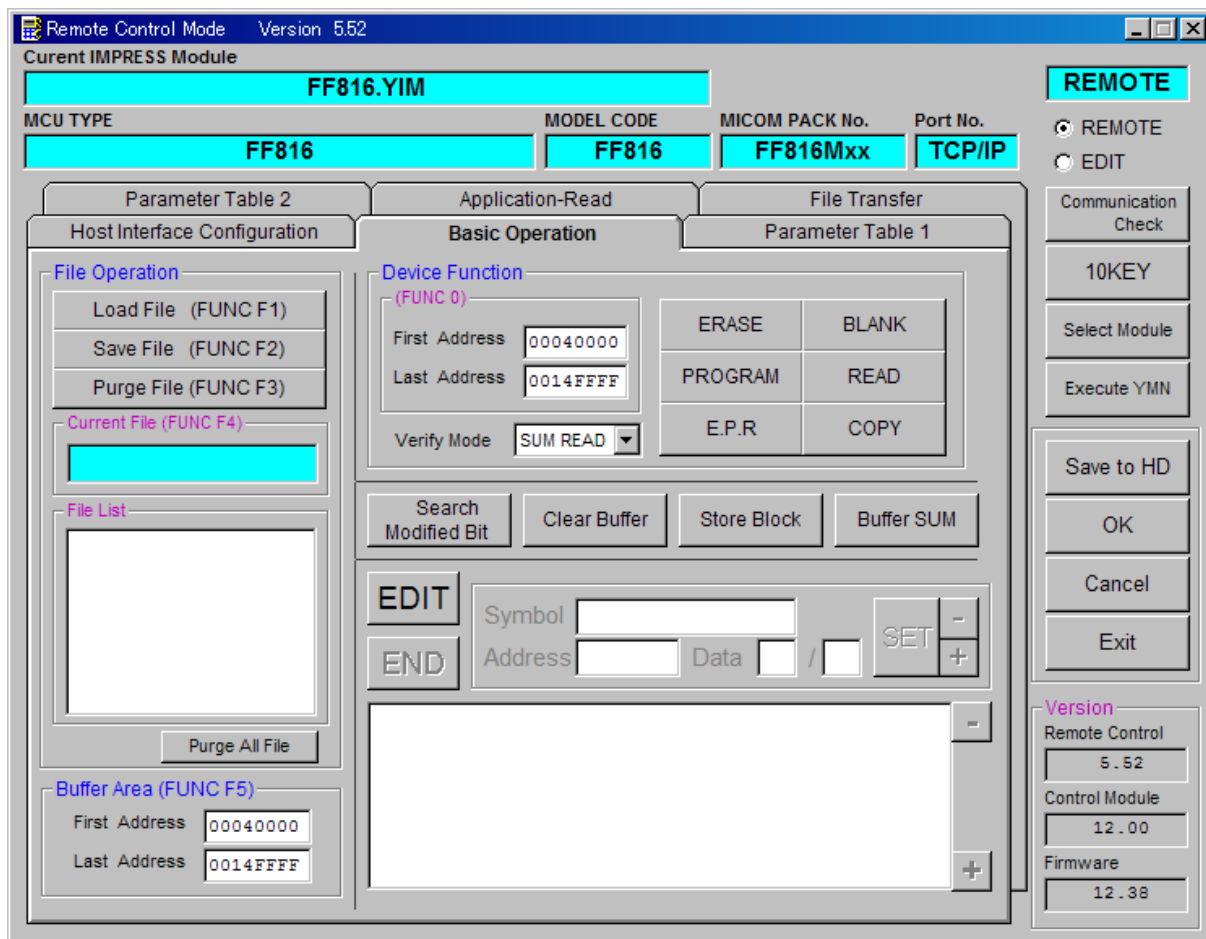 Remote Control Mode Version 5.52
Curent IMPRESS Module
FF816.YIM
REMOTE
MCU TYPE MODEL CODE MICOM PACK No. Port No.
FF816 FF816 FF816Mxx TCP/IP
REMOTE
EDIT
Parameter Table 2 Application-Read File Transfer
Host Interface Configuration Basic Operation Parameter Table 1
File Operation
Load File (FUNC F1)
Save File (FUNC F2)
Purge File (FUNC F3)
Current File (FUNC F4)
File List
Purge All File
Buffer Area (FUNC F5)
First Address 00040000
Last Address 0014FFFF
Device Function
(FUNC 0)
First Address 00040000
Last Address 0014FFFF
Verify Mode SUM READ
ERASE BLANK
PROGRAM READ
E.P.R COPY
Search
Modified Bit
Clear Buffer
Store Block
Buffer SUM
EDIT
END
Symbol
Address Data /
SET
-
+
-
+
Communication
Check
10KEY
Select Module
Execute YMN
Save to HD
OK
Cancel
Exit
Version
Remote Control
5.52
Control Module
12.00
Firmware
12.38